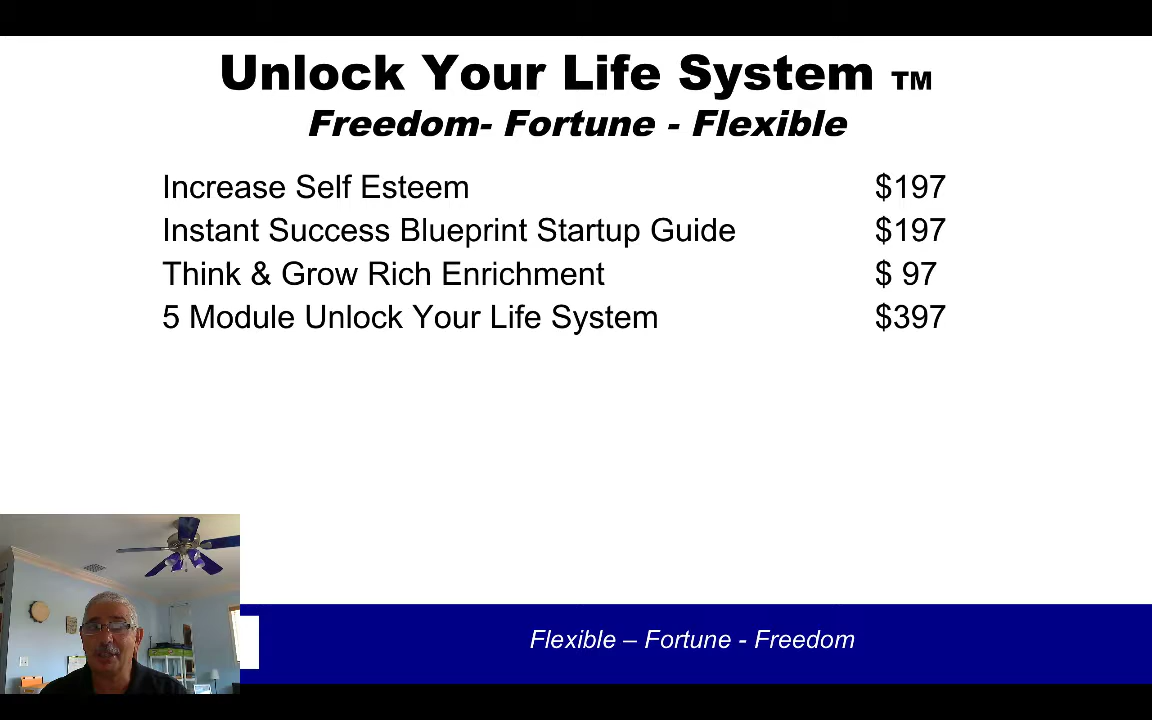 Unlock Your Life System TM
Freedom- Fortune - Flexible
Increase Self Esteem $197
Instant Success Blueprint Startup Guide $197
Think & Grow Rich Enrichment $ 97
5 Module Unlock Your Life System $397
Flexible – Fortune - Freedom